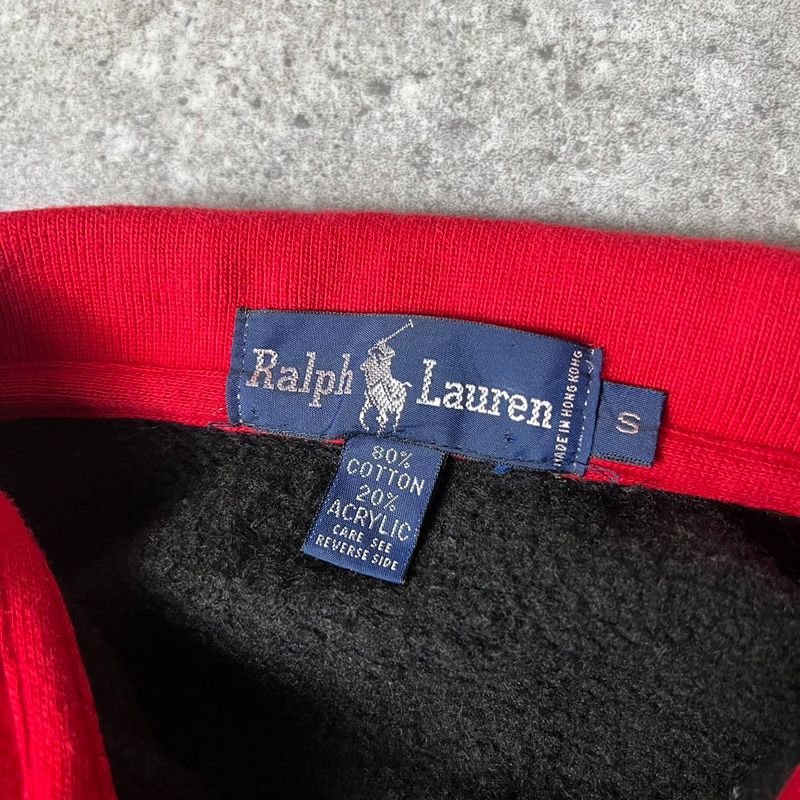 Ralph Lauren
MADE IN HONG KONG
S
80%
COTTON
20%
ACRYLIC
CARE SEE
REVERSE SIDE